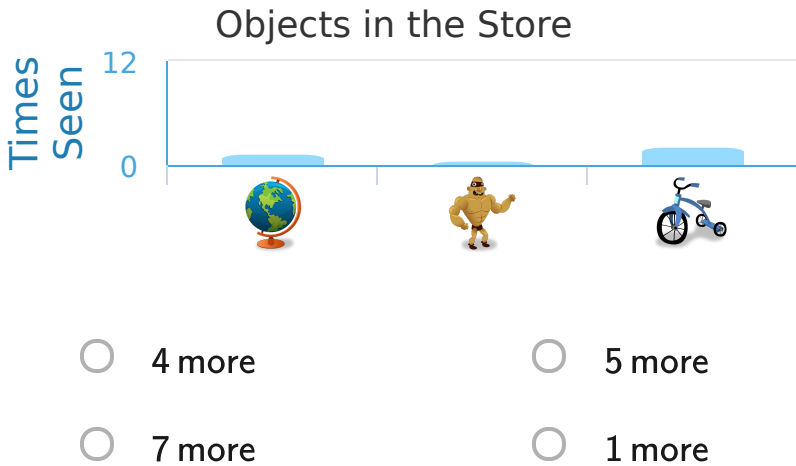 Objects in the Store
Times
Seen
12
0
4 more
5 more
7 more
1 more